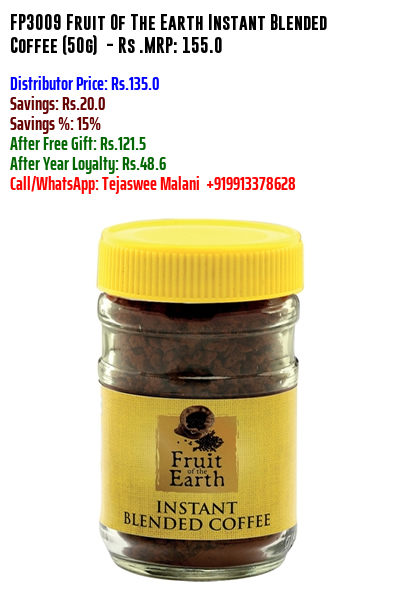 FP3009 Fruit Of The Earth Instant Blended
Coffee (50g) - Rs .MRP: 155.0
Distributor Price: Rs.135.0
Savings: Rs.20.0
Savings %: 15%
After Free Gift: Rs.121.5
After Year Loyalty: Rs.48.6
Call/WhatsApp: Tejaswee Malani +919913378628
Fruit
of the
Earth
INSTANT
BLENDED COFFEE